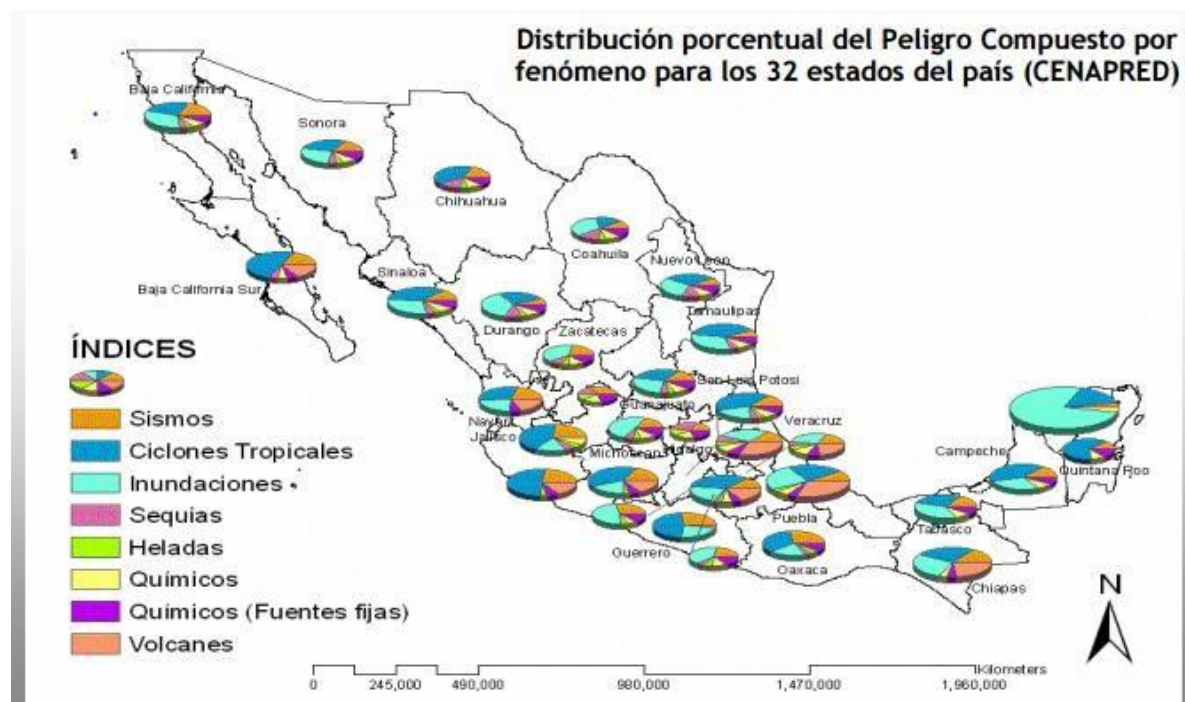 Distribución porcentual del Peligro Compuesto por
fenómeno para los 32 estados del país (CENAPRED)
Baja California
Sonora
Chihuahua
Coahuila
Nuevo Leon
Baja California Sur
Sinaloa
Durango
Zacatecas
Tamaulipas
San Luis Potosi
Guanajuato
Nayarit
Jalisco
Michoacan
Hidalgo
Veracruz
Campeche
Quintana Roo
Puebla
Tabasco
Guerrero
Oaxaca
Chiapas
ÍNDICES
Sismos
Ciclones Tropicales
Inundaciones
Sequias
Heladas
Químicos
Químicos (Fuentes fijas)
Volcanes
N
Kilometers
0 245,000 490,000 980,000 1,470,000 1,960,000